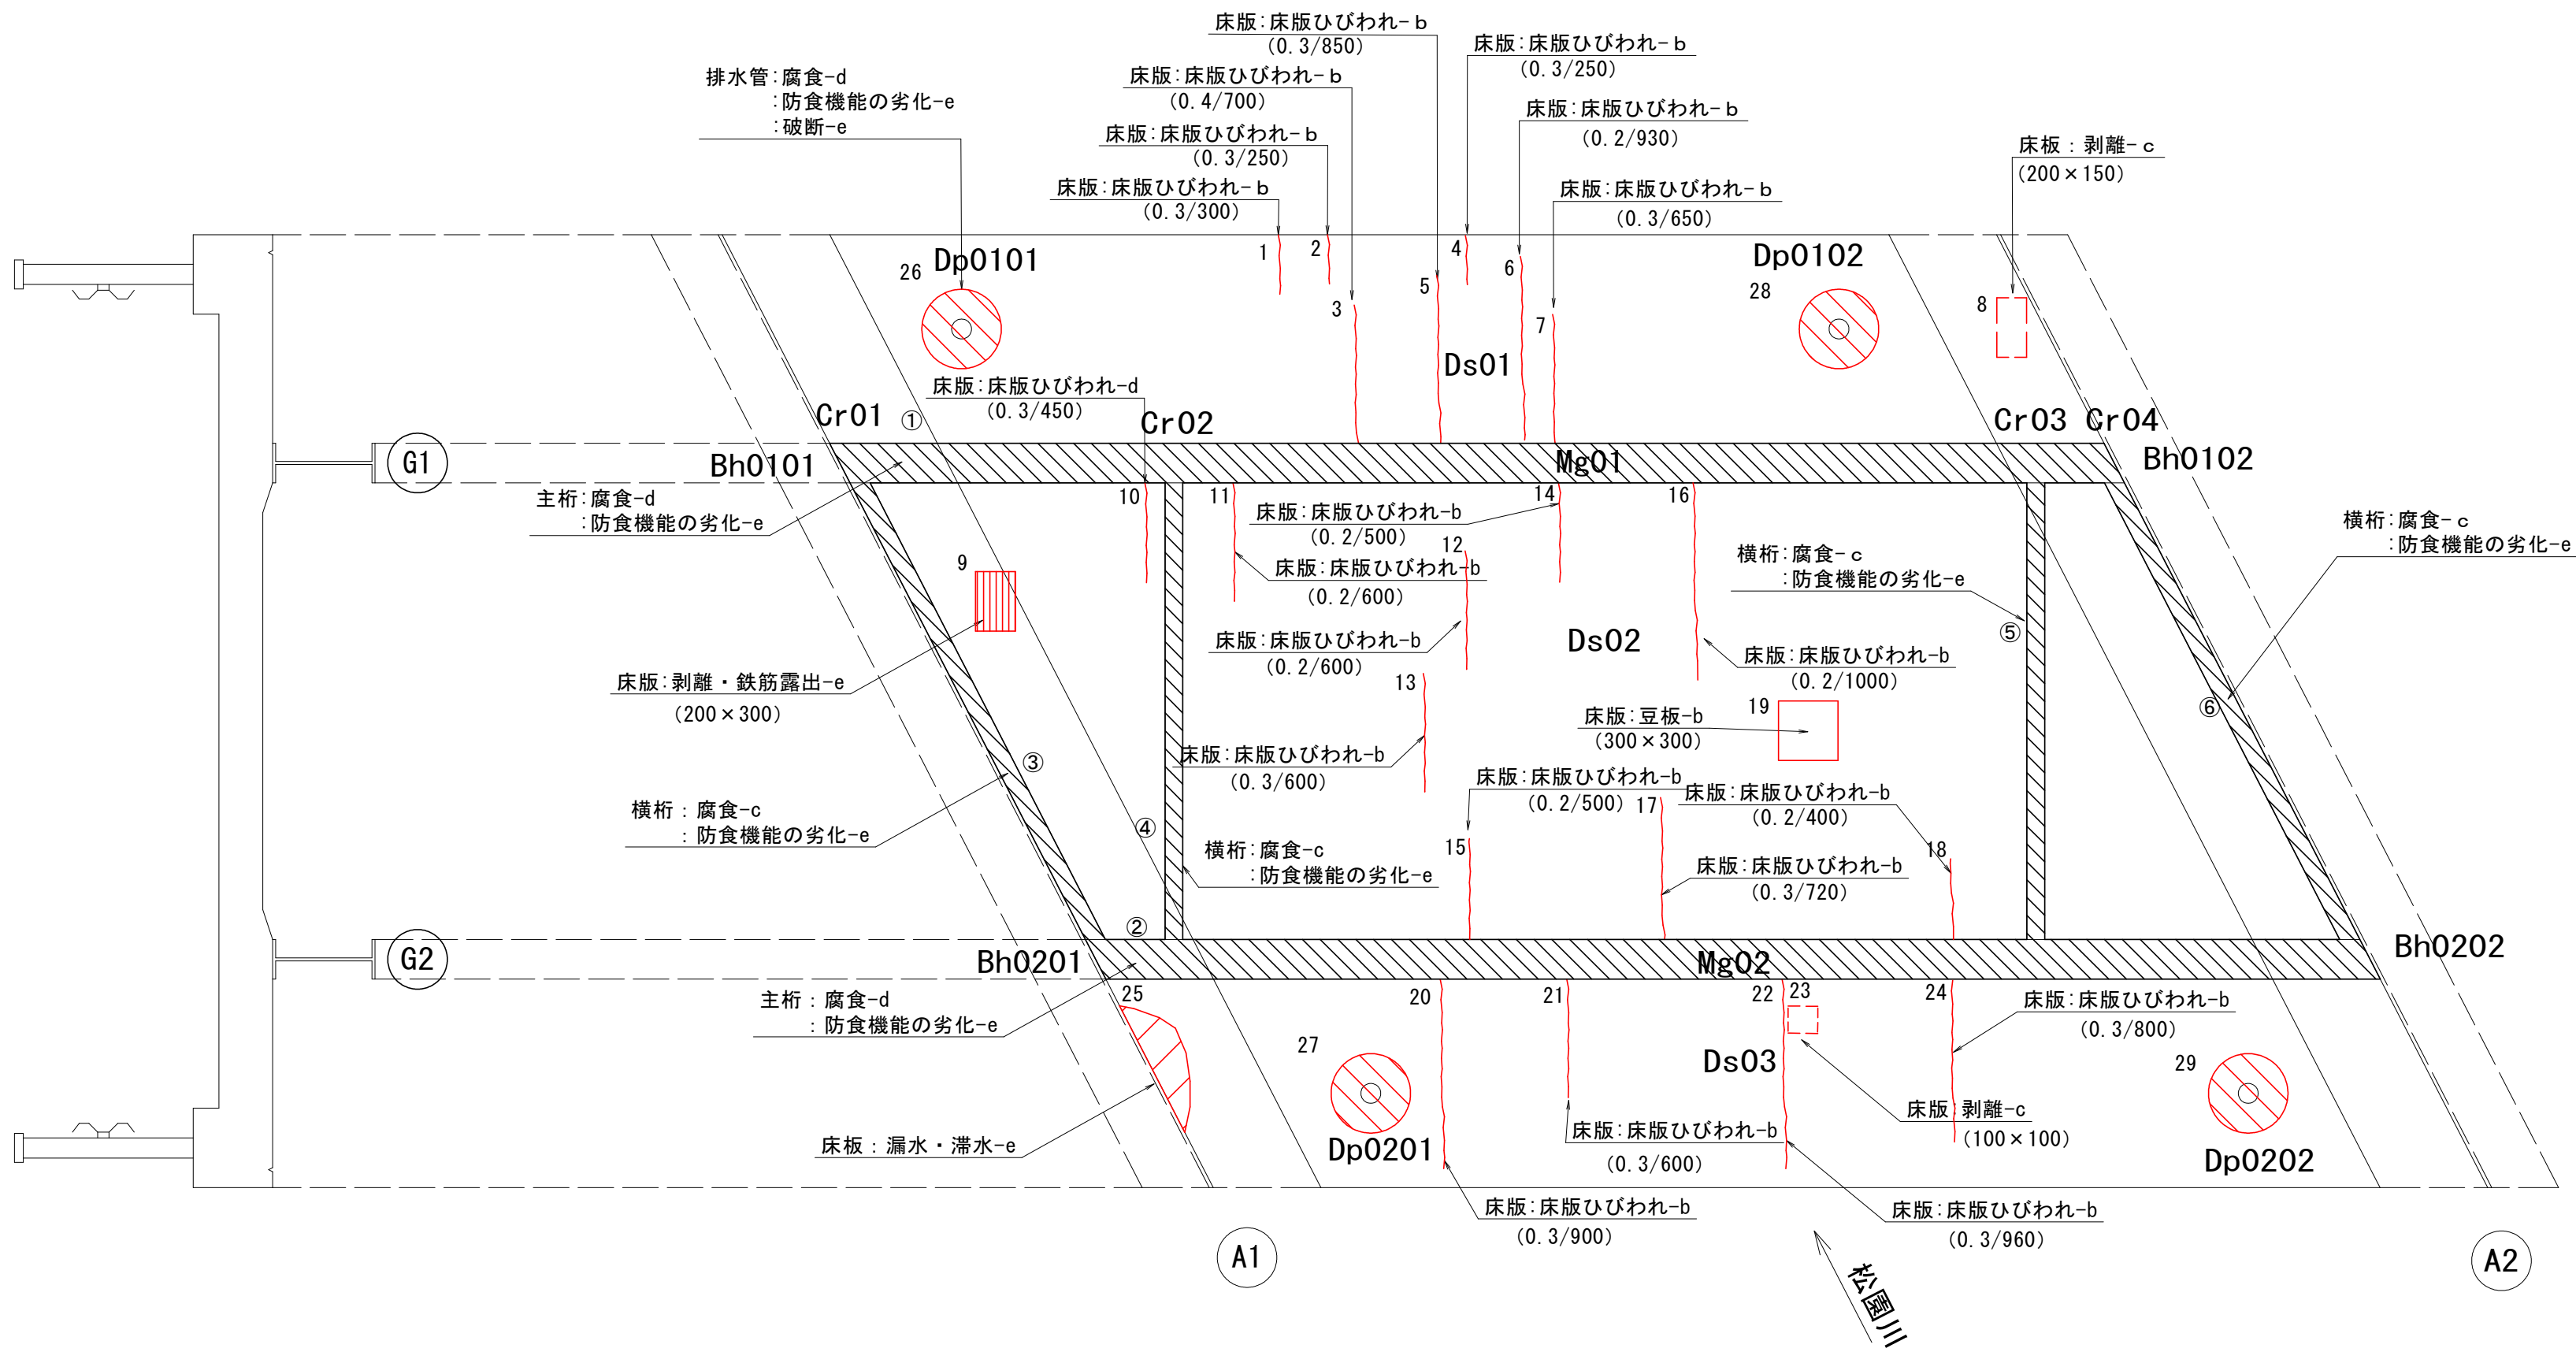 床版:床版ひびわれ-ｂ
(0.3/850)
床版:床版ひびわれ-ｂ
(0.3/250)
排水管:腐食-d
:防食機能の劣化-e
:破断-e
床版:床版ひびわれ-ｂ
(0.4/700)
床版:床版ひびわれ-ｂ
(0.2/930)
床版:床版ひびわれ-ｂ
(0.3/250)
床板：剥離-ｃ
(200×150)
床版:床版ひびわれ-ｂ
(0.3/300)
床版:床版ひびわれ-ｂ
(0.3/650)
1
2
3
4
5
6
7
8
26
Dp0101
Dp0102
28
Ds01
床版:床版ひびわれ-d
(0.3/450)
Cr01
①
Cr02
Cr03
Cr04
G1
Bh0101
Mg01
Bh0102
主桁:腐食-d
:防食機能の劣化-e
10
11
14
16
床版:床版ひびわれ-b
(0.2/500)
12
床版:床版ひびわれ-b
(0.2/600)
横桁:腐食-ｃ
:防食機能の劣化-e
横桁:腐食-ｃ
:防食機能の劣化-e
9
床版:床版ひびわれ-b
(0.2/600)
Ds02
⑤
床版:剥離・鉄筋露出-e
(200×300)
13
床版:床版ひびわれ-b
(0.2/1000)
⑥
床版:豆板-b
(300×300)
19
③
床版:床版ひびわれ-b
(0.3/600)
床版:床版ひびわれ-b
(0.2/500)
17
床版:床版ひびわれ-b
(0.2/400)
横桁：腐食-c
：防食機能の劣化-e
④
横桁:腐食-c
:防食機能の劣化-e
15
18
床版:床版ひびわれ-b
(0.3/720)
②
G2
Bh0201
Mg02
Bh0202
主桁：腐食-d
：防食機能の劣化-e
25
20
21
22
23
24
床版:床版ひびわれ-b
(0.3/800)
27
Ds03
29
床版:剥離-c
(100×100)
床板：漏水・滞水-e
Dp0201
床版:床版ひびわれ-b
(0.3/600)
Dp0202
床版:床版ひびわれ-b
(0.3/900)
床版:床版ひびわれ-b
(0.3/960)
A1
松園川
A2